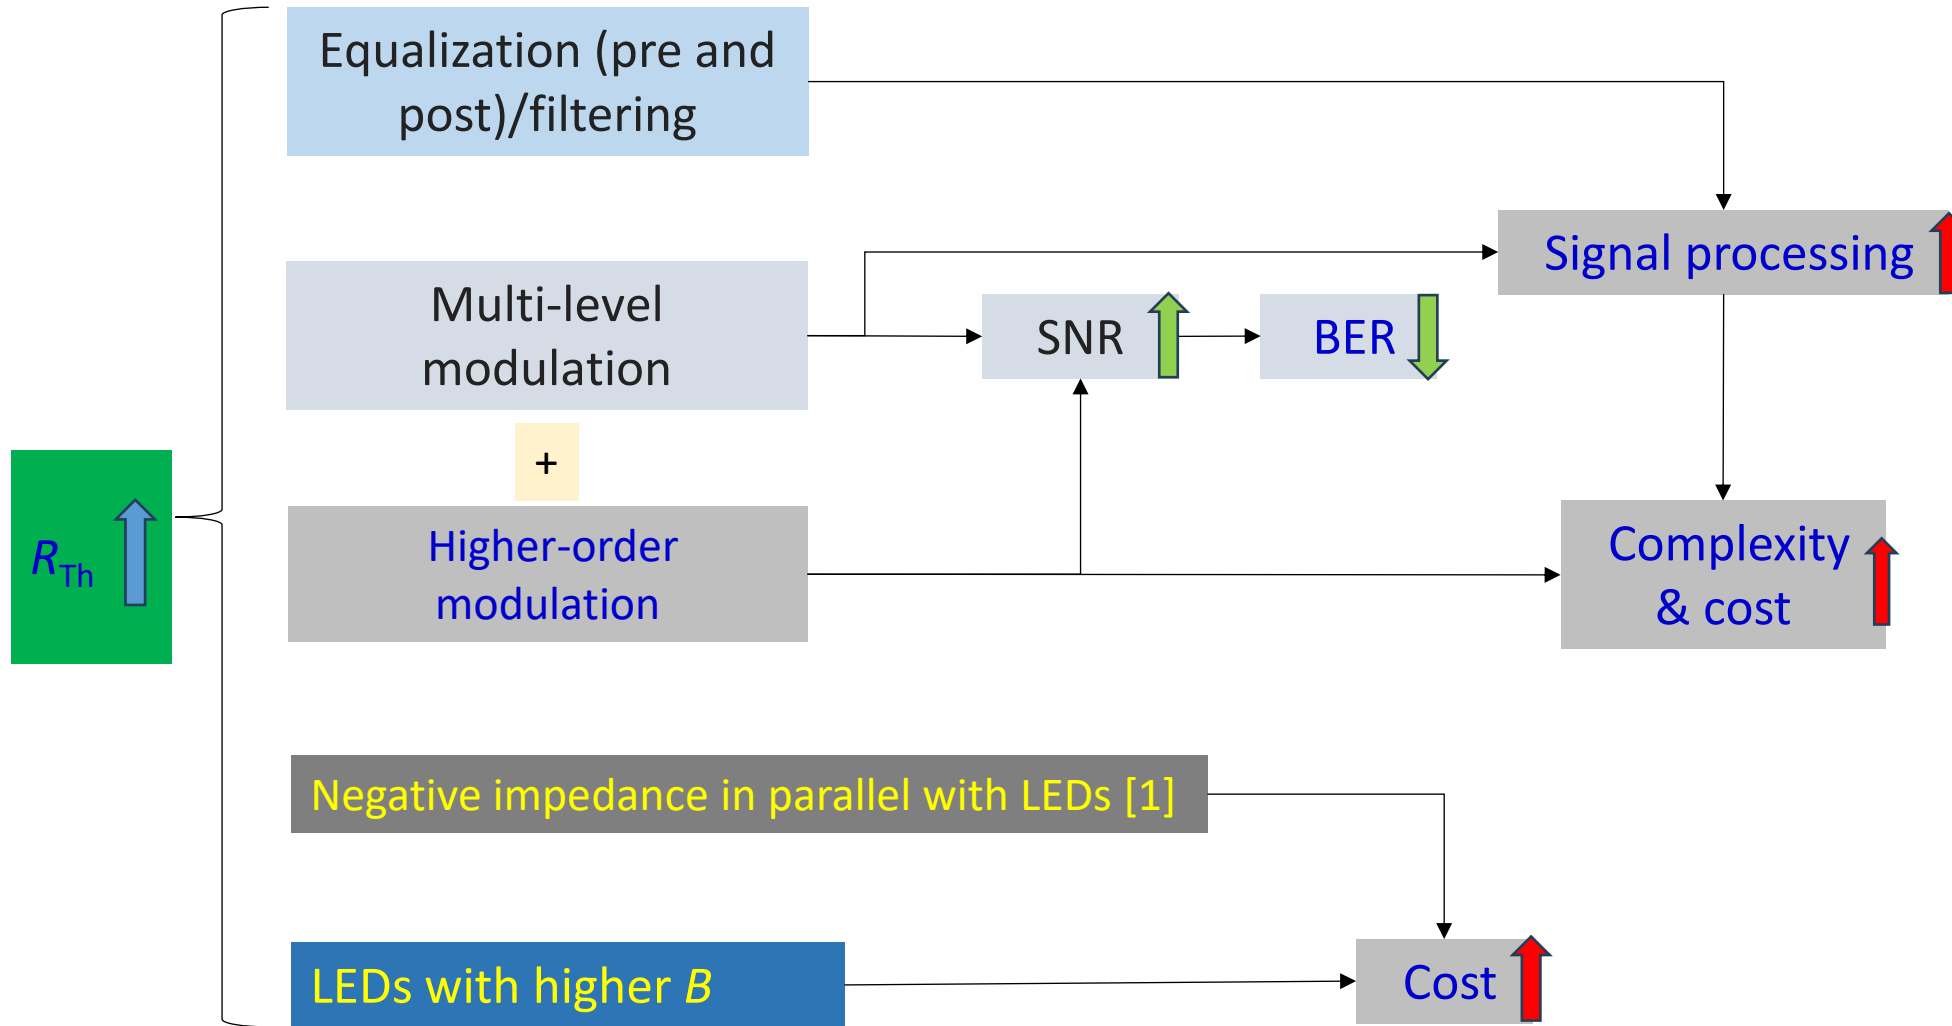 Equalization (pre and
post)/filtering
Signal processing
Multi-level
modulation
SNR
BER
+
R_Th
Higher-order
modulation
Complexity
& cost
Negative impedance in parallel with LEDs [1]
LEDs with higher B
Cost